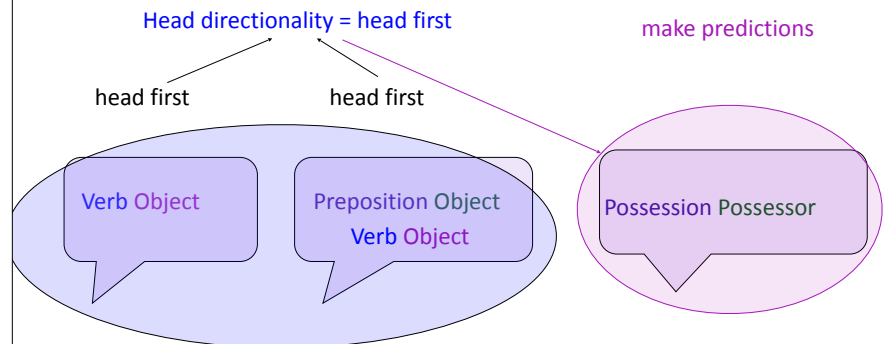 Head directionality = head first
make predictions
head first
head first
Verb Object
Preposition Object
Verb Object
Possession Possessor